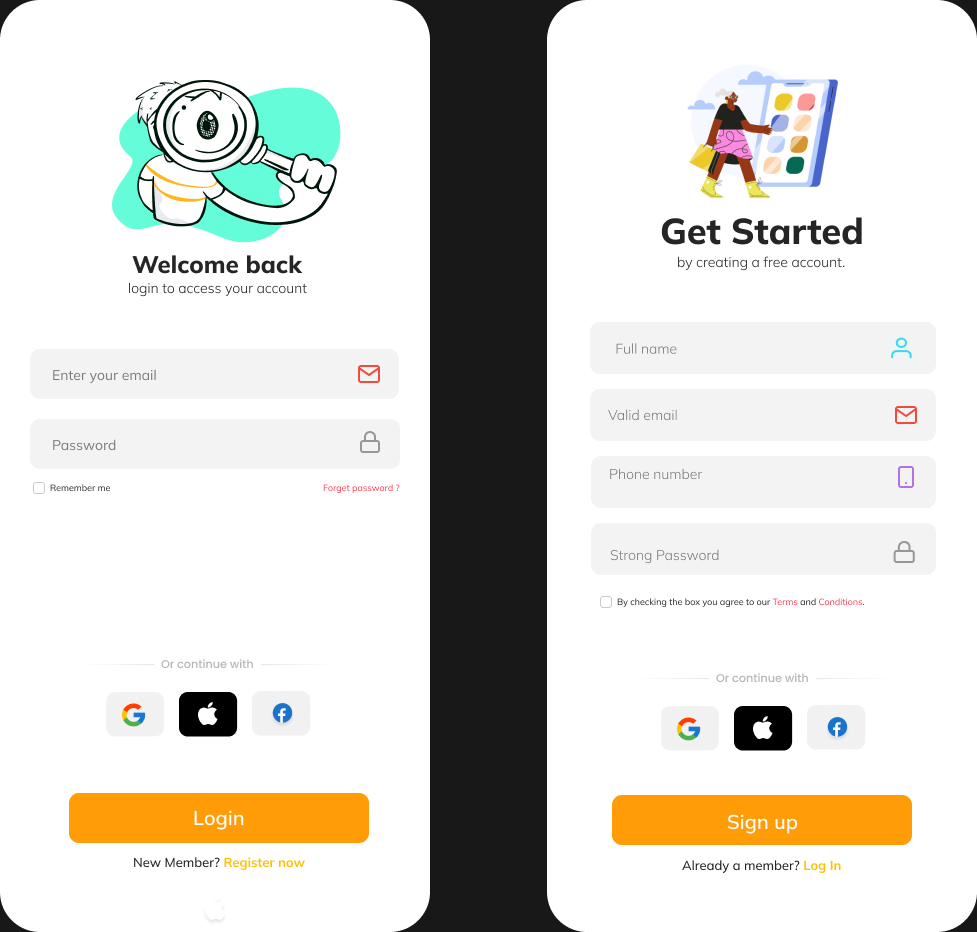 Welcome back
login to access your account
Enter your email
Password
Remember me
Forget password ?
Or continue with
Login
New Member? Register now
Get Started
by creating a free account.
Full name
Valid email
Phone number
Strong Password
By checking the box you agree to our Terms and Conditions.
Or continue with
Sign up
Already a member? Log In